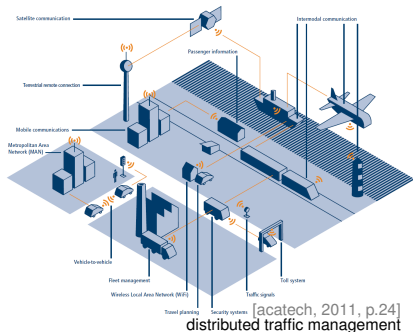 Satellite communication
Intermodal communication
Passenger information
Terrestrial remote connection
Mobile communications
Metropolitan Area
Network (MAN)
Vehicle-to-vehicle
Fleet management
Toll system
Wireless Local Area Network (WiFi)
Traffic signals
Travel planning
Security systems
[acatech, 2011, p.24]
distributed traffic management